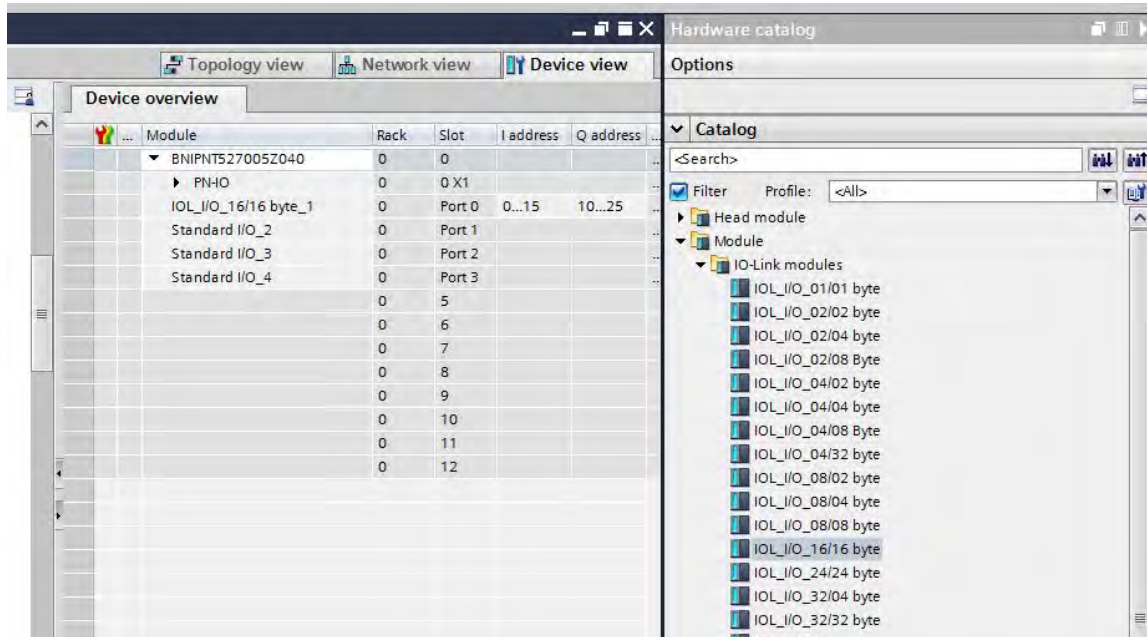 Hardware catalog
Topology view Network view Device view
Options
Device overview
Catalog
... Module Rack Slot I address Q address ...
<Search>
BNIPNT527005Z040 0 0
Filter Profile: <All>
PN-IO 0 0 X1
Head module
IOL_I/O_16/16 byte_1 0 Port 0 0...15 10...25
Module
Standard I/O_2 0 Port 1
IO-Link modules
Standard I/O_3 0 Port 2
IOL_I/O_01/01 byte
Standard I/O_4 0 Port 3
IOL_I/O_02/02 byte
0 5
IOL_I/O_02/04 byte
0 6
IOL_I/O_02/08 Byte
0 7
IOL_I/O_04/02 byte
0 8
IOL_I/O_04/04 byte
0 9
IOL_I/O_04/08 Byte
0 10
IOL_I/O_04/32 byte
0 11
IOL_I/O_08/02 byte
0 12
IOL_I/O_08/04 byte
IOL_I/O_08/08 byte
IOL_I/O_16/16 byte
IOL_I/O_24/24 byte
IOL_I/O_32/04 byte
IOL_I/O_32/32 byte